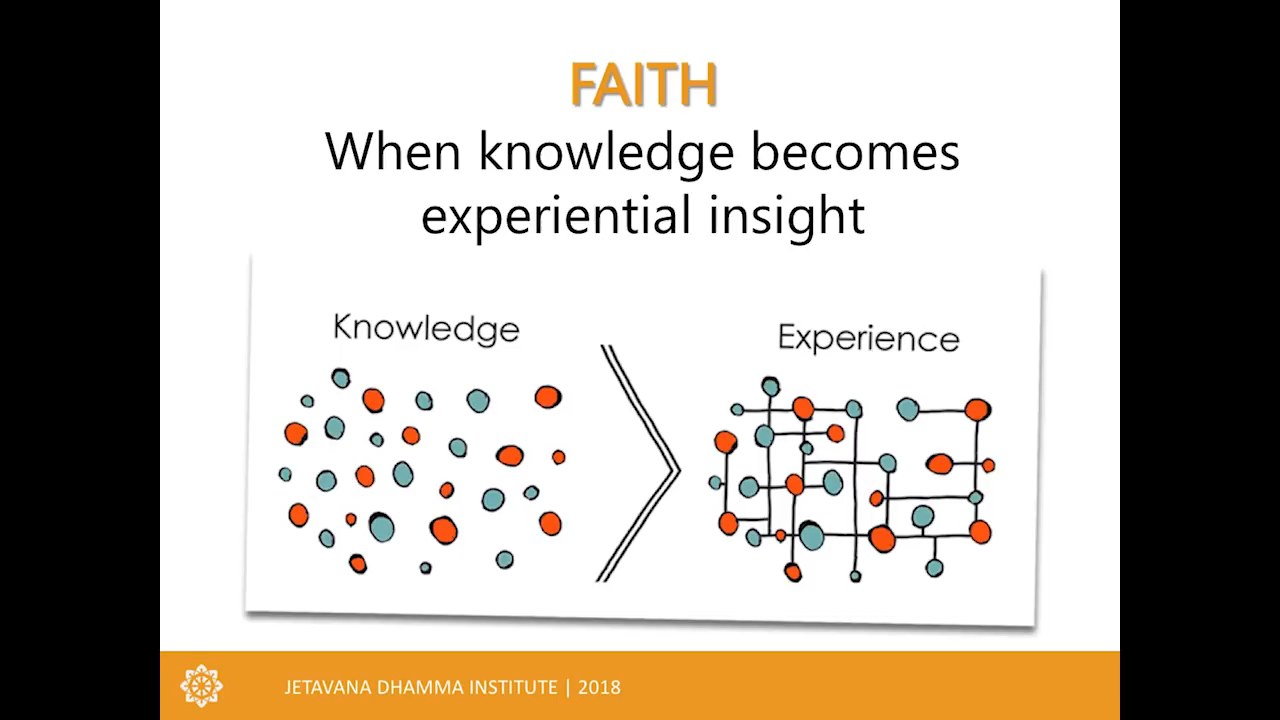 FAITH
When knowledge becomes
experiential insight
Knowledge
Experience
JETAVANA DHAMMA INSTITUTE | 2018